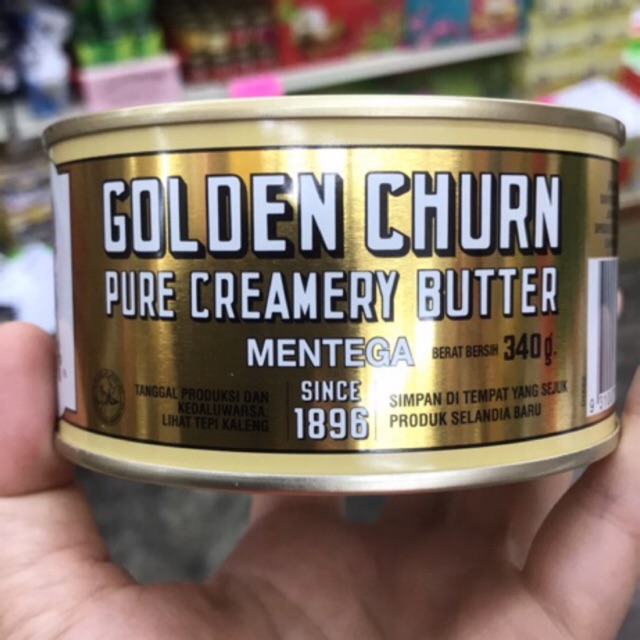 GOLDEN CHURN
PURE CREAMERY BUTTER
MENTEGA
BERAT BERSIH 340g.
TANGGAL PRODUKSI DAN
KEDALUWARSA
LIHAT TEPI KALENG
SINCE
1896
SIMPAN DI TEMPAT YANG SEJUK
PRODUK SELANDIA BARU